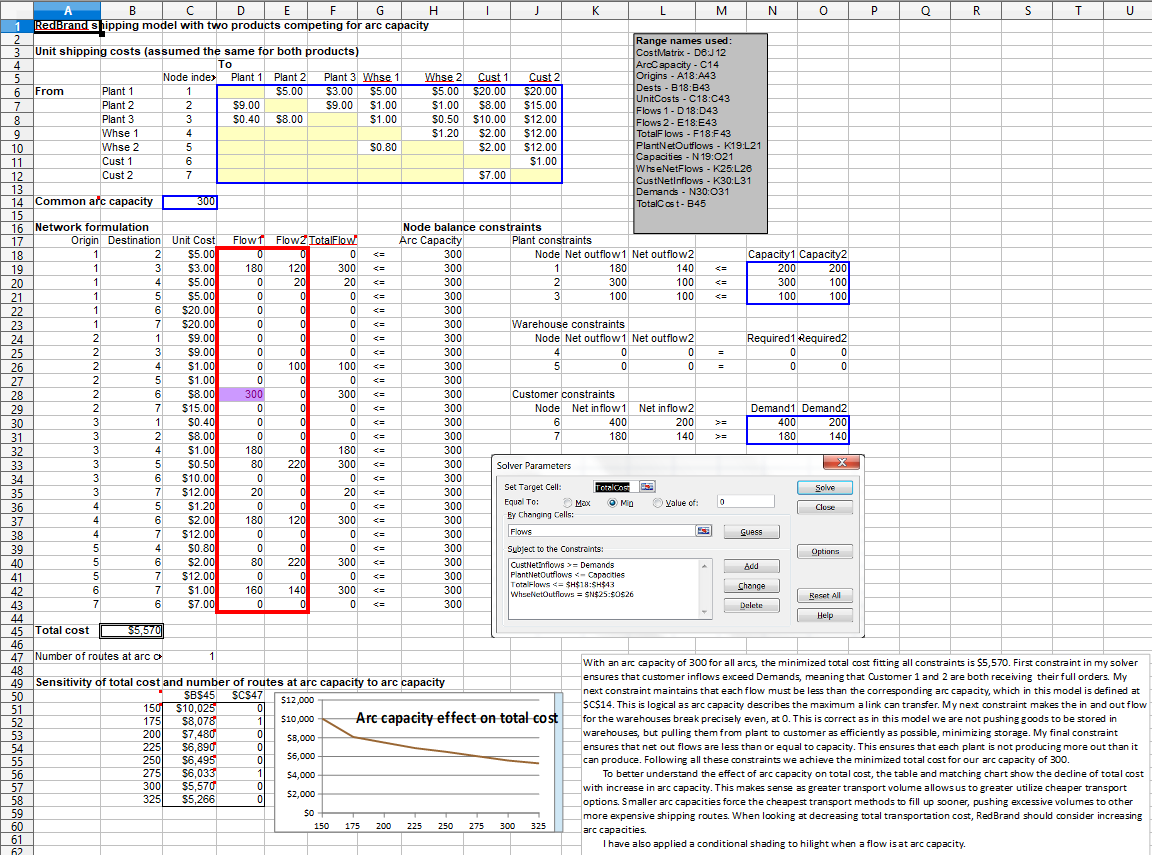 A B C D E F G H I J K L M N O P Q R S T U
1 RedBrand shipping model with two products competing for arc capacity
2
3 Unit shipping costs (assumed the same for both products)
4 To
5 Node index Plant 1 Plant 2 Plant 3 Whse 1 Whse 2 Cust 1 Cust 2
6 From Plant 1 1 $5.00 $3.00 $5.00 $5.00 $20.00 $20.00
7 Plant 2 2 $9.00 $9.00 $1.00 $1.00 $8.00 $15.00
8 Plant 3 3 $0.40 $8.00 $1.00 $0.50 $10.00 $12.00
9 Whse 1 4 $1.20 $2.00 $12.00
10 Whse 2 5 $0.80 $2.00 $12.00
11 Cust 1 6 $1.00
12 Cust 2 7 $7.00
13
14 Common arc capacity 300
15
Range names used:
CostMatrix - D6:J12
ArcCapacity - C14
Origins - A18:A43
Dests - B18:B43
UnitCosts - C18:C43
Flows 1 - D18:D43
Flows 2 - E18:E43
TotalFlows - F18:F43
PlantNetOutflows - K19:L21
Capacities - N19:O21
WhseNetFlows - K25:L26
CustNetInflows - K30:L31
Demands - N30:O31
TotalCost - B45
16 Network formulation Node balance constraints
17 Origin Destination Unit Cost Flow1 Flow2 TotalFlow Arc Capacity Plant constraints
18 1 2 $5.00 0 0 0 <= 300 Node Net outflow1 Net outflow2 Capacity1 Capacity2
19 1 3 $3.00 180 120 300 <= 300 1 180 140 <= 200 200
20 1 4 $5.00 0 20 20 <= 300 2 300 100 <= 300 100
21 1 5 $5.00 0 0 0 <= 300 3 100 100 <= 100 100
22 1 6 $20.00 0 0 0 <= 300
23 1 7 $20.00 0 0 0 <= 300 Warehouse constraints
24 2 1 $9.00 0 0 0 <= 300 Node Net outflow1 Net outflow2 Required1 Required2
25 2 3 $9.00 0 0 0 <= 300 4 0 0 = 0 0
26 2 4 $1.00 0 100 100 <= 300 5 0 0 = 0 0
27 2 5 $1.00 0 0 0 <= 300
28 2 6 $8.00 300 0 300 <= 300 Customer constraints
29 2 7 $15.00 0 0 0 <= 300 Node Net inflow1 Net inflow2 Demand1 Demand2
30 3 1 $0.40 0 0 0 <= 300 6 400 200 >= 400 200
31 3 2 $8.00 0 0 0 <= 300 7 180 140 >= 180 140
32 3 4 $1.00 180 0 180 <= 300
33 3 5 $0.50 80 220 300 <= 300
34 3 6 $10.00 0 0 0 <= 300
35 3 7 $12.00 20 0 20 <= 300
36 4 5 $1.20 0 0 0 <= 300
37 4 6 $2.00 180 120 300 <= 300
38 4 7 $12.00 0 0 0 <= 300
39 5 4 $0.80 0 0 0 <= 300
40 5 6 $2.00 80 220 300 <= 300
41 5 7 $12.00 0 0 0 <= 300
42 6 7 $1.00 160 140 300 <= 300
43 7 6 $7.00 0 0 0 <= 300
44
Solver Parameters X
Set Target Cell: TotalCost Solve
Equal To: Max Min Value of: 0 Close
By Changing Cells:
Flows Guess
Subject to the Constraints: Options
CustNetInflows >= Demands Add
PlantNetOutflows <= Capacities
TotalFlows <= $H$18:$H$43 Change
WhseNetOutflows = $N$25:$O$26 Reset All
Delete
Help
45 Total cost $5,570
46
47 Number of routes at arc c 1
48
49 Sensitivity of total cost and number of routes at arc capacity to arc capacity
50 $B$45 $C$47
51 150 $10,025 0
52 175 $8,078 1
53 200 $7,480 0
54 225 $6,890 0
55 250 $6,495 0
56 275 $6,033 1
57 300 $5,570 0
58 325 $5,266 0
59
60
61
62
Arc capacity effect on total cost
$12,000
$10,000
$8,000
$6,000
$4,000
$2,000
$0
150 175 200 225 250 275 300 325
With an arc capacity of 300 for all arcs, the minimized total cost fitting all constraints is $5,570. First constraint in my solver
ensures that customer inflows exceed Demands, meaning that Customer 1 and 2 are both receiving their full orders. My
next constraint maintains that each flow must be less than the corresponding arc capacity, which in this model is defined at
$C$14. This is logical as arc capacity describes the maximum a link can transfer. My next constraint makes the in and out flow
for the warehouses break precisely even, at 0. This is correct as in this model we are not pushing goods to be stored in
warehouses, but pulling them from plant to customer as efficiently as possible, minimizing storage. My final constraint
ensures that net out flows are less than or equal to capacity. This ensures that each plant is not producing more out than it
can produce. Following all these constraints we achieve the minimized total cost for our arc capacity of 300.
To better understand the effect of arc capacity on total cost, the table and matching chart show the decline of total cost
with increase in arc capacity. This makes sense as greater transport volume allows us to greater utilize cheaper transport
options. Smaller arc capacities force the cheapest transport methods to fill up sooner, pushing excessive volumes to other
more expensive shipping routes. When looking at decreasing total transportation cost, RedBrand should consider increasing
arc capacities.
I have also applied a conditional shading to hilight when a flow is at arc capacity.